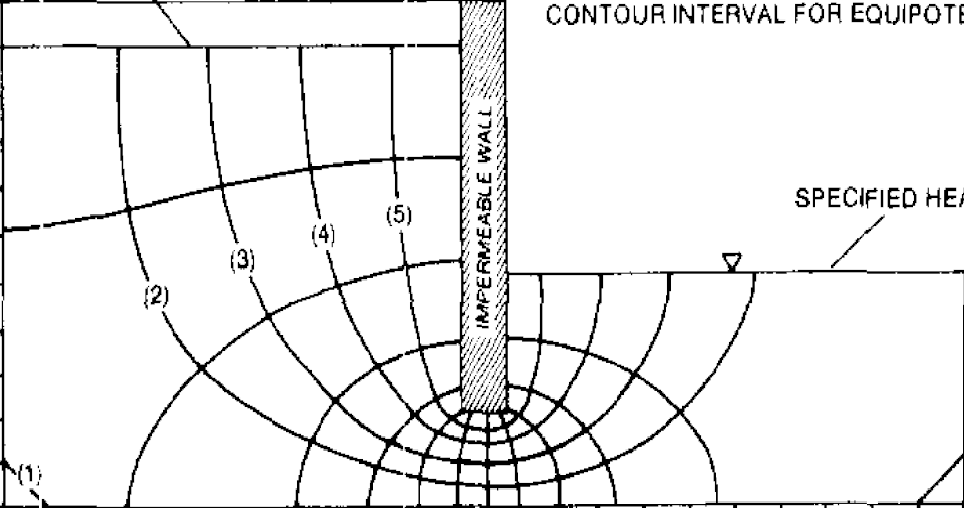 CONTOUR INTERVAL FOR EQUIPOTE
IMPERMEABLE WALL
SPECIFIED HEA
(5)
(4)
(3)
(2)
(1)